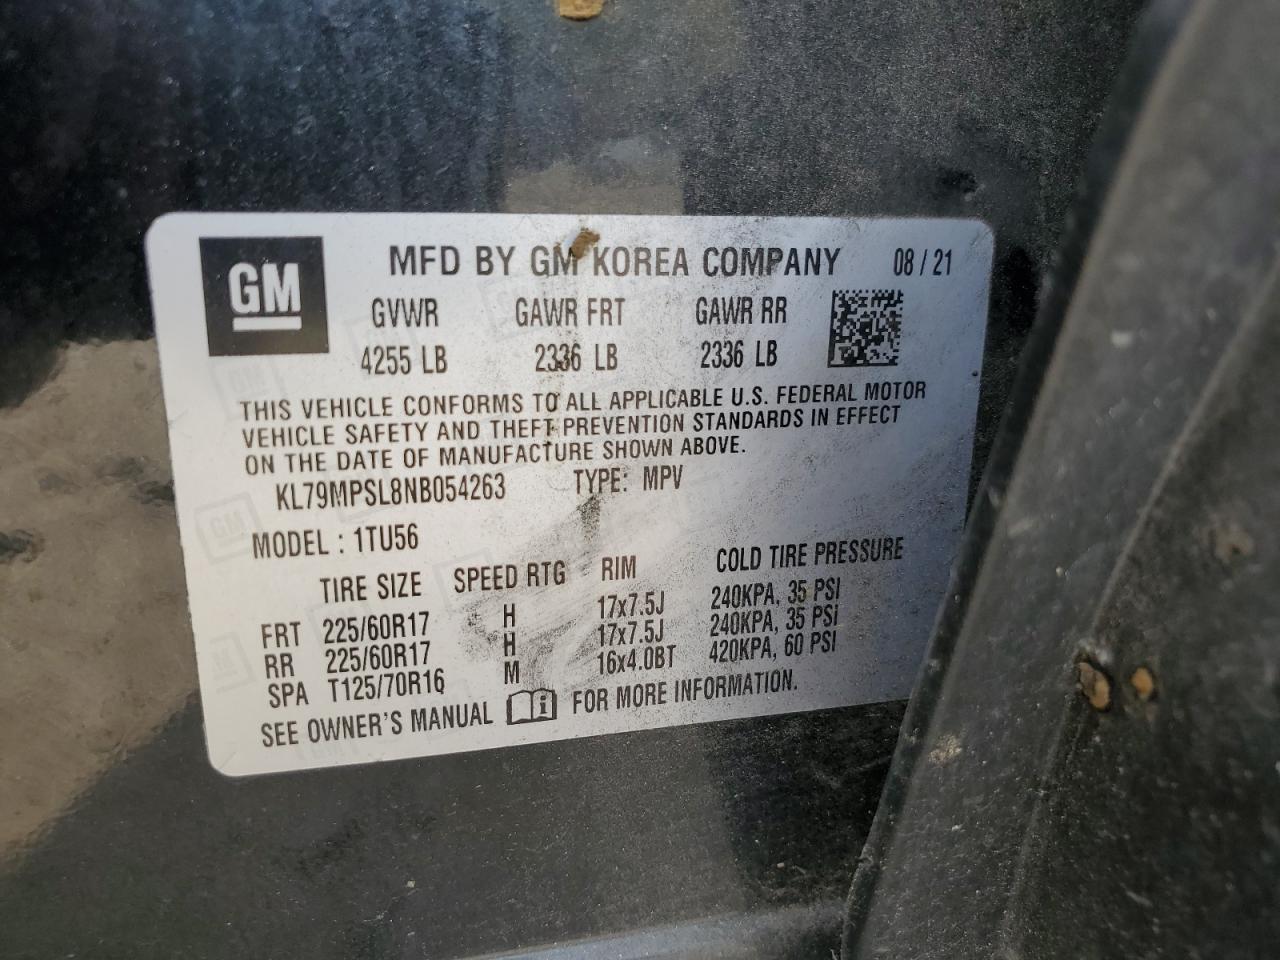 GM
MFD BY GM KOREA COMPANY 08 / 21
GVWR GAWR FRT GAWR RR
4255 LB 2336 LB 2336 LB
THIS VEHICLE CONFORMS TO ALL APPLICABLE U.S. FEDERAL MOTOR
VEHICLE SAFETY AND THEFT PREVENTION STANDARDS IN EFFECT
ON THE DATE OF MANUFACTURE SHOWN ABOVE.
KL79MPSL8NB054263 TYPE: MPV
MODEL : 1TU56
TIRE SIZE SPEED RTG RIM COLD TIRE PRESSURE
FRT 225/60R17 H 17x7.5J 240KPA, 35 PSI
RR 225/60R17 H 17x7.5J 240KPA, 35 PSI
SPA T125/70R16 M 16x4.0BT 420KPA, 60 PSI
SEE OWNER'S MANUAL i FOR MORE INFORMATION.